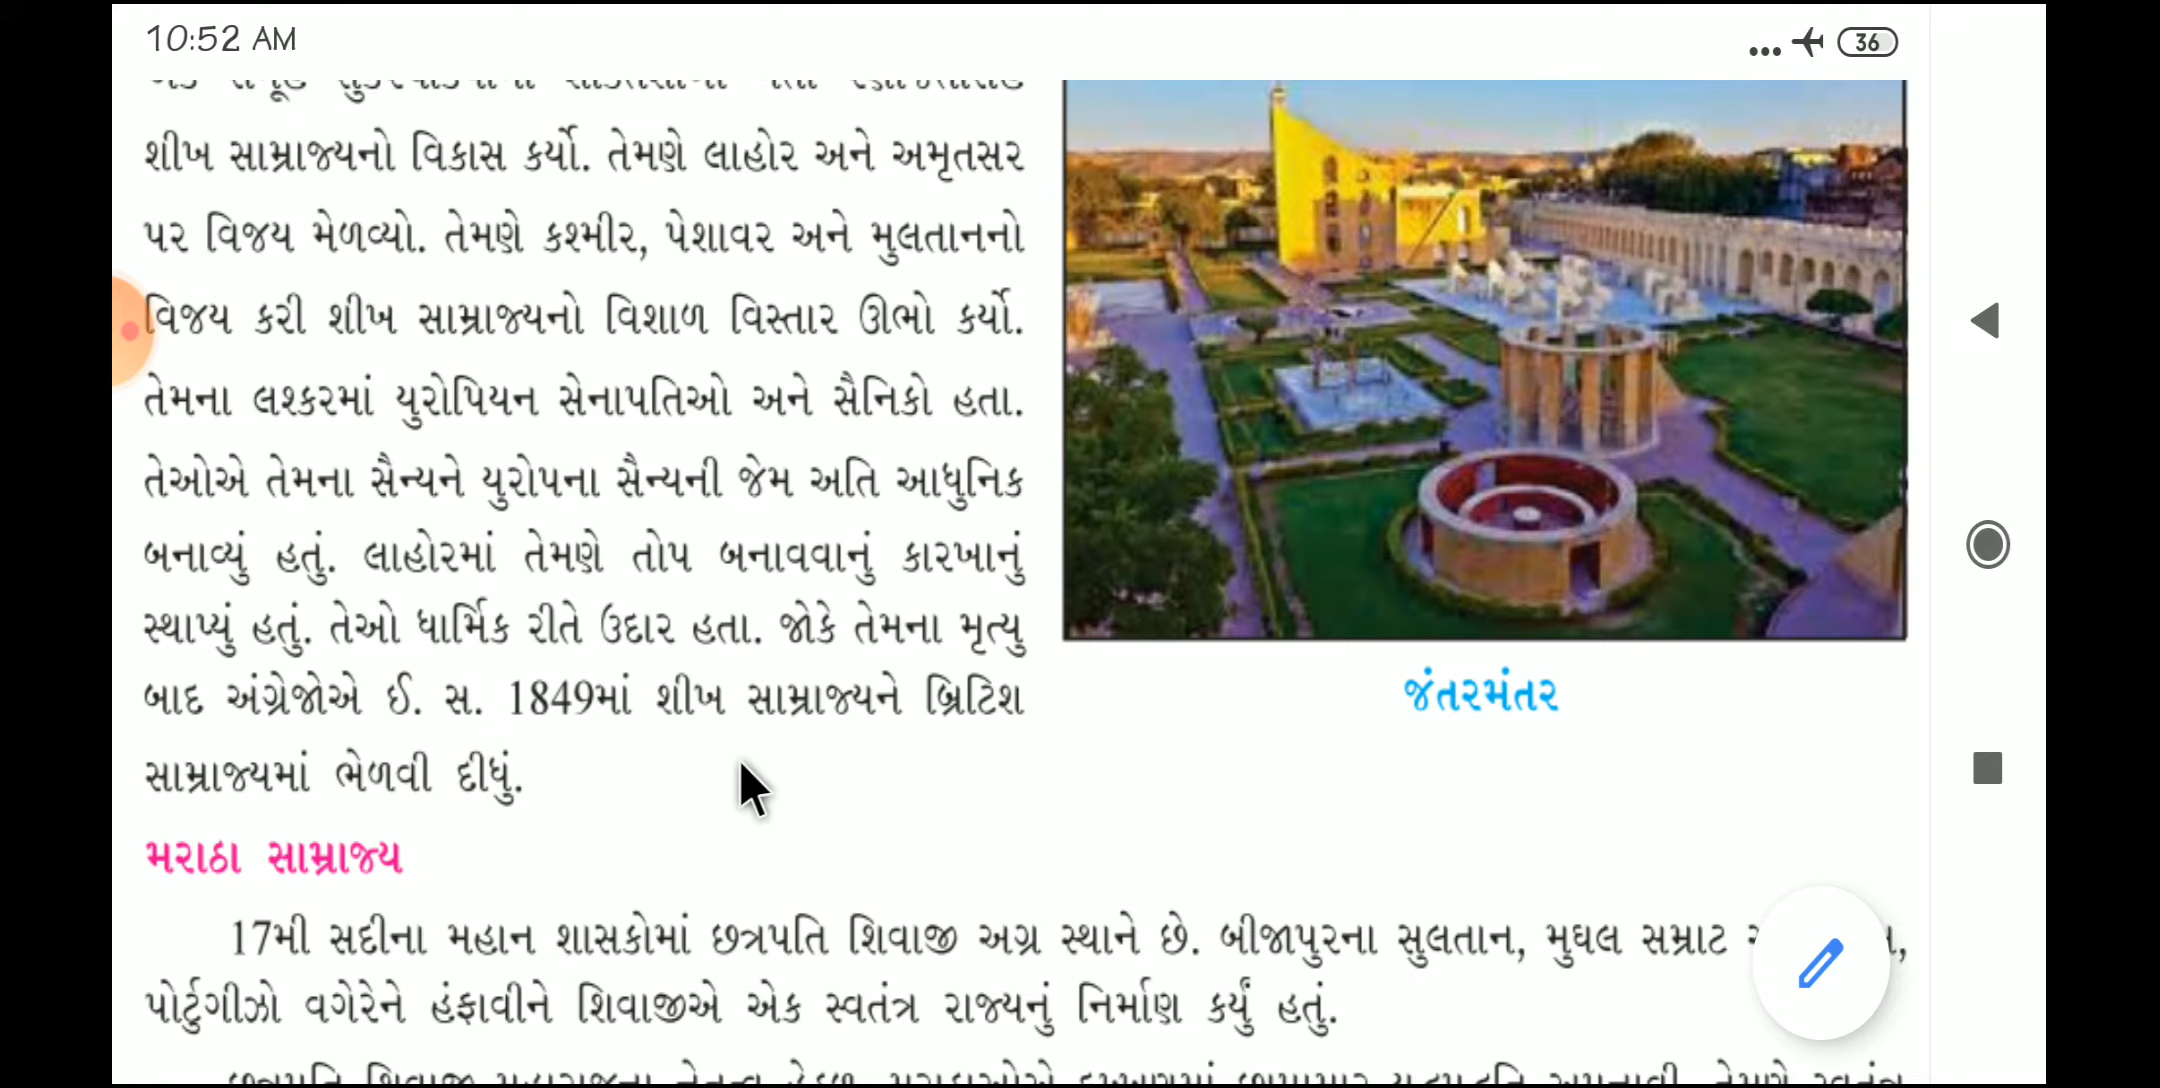 10:52 AM
36
શીખ સામ્રાજ્યનો વિકાસ કર્યો. તેમણે લાહોર અને અમૃતસર
પર વિજય મેળવ્યો. તેમણે કશ્મીર, પેશાવર અને મુલતાનનો
વિજય કરી શીખ સામ્રાજ્યનો વિશાળ વિસ્તાર ઊભો કર્યો.
તેમના લશ્કરમાં યુરોપિયન સેનાપતિઓ અને સૈનિકો હતા.
તેઓએ તેમના સૈન્યને યુરોપના સૈન્યની જેમ અતિ આધુનિક
બનાવ્યું હતું. લાહોરમાં તેમણે તોપ બનાવવાનું કારખાનું
સ્થાપ્યું હતું. તેઓ ધાર્મિક રીતે ઉદાર હતા. જોકે તેમના મૃત્યુ
બાદ અંગ્રેજોએ ઈ. સ. 1849માં શીખ સામ્રાજ્યને બ્રિટિશ
સામ્રાજ્યમાં ભેળવી દીધું.
જંતરમંતર
મરાઠા સામ્રાજ્ય
17મી સદીના મહાન શાસકોમાં છત્રપતિ શિવાજી અગ્ર સ્થાને છે. બીજાપુરના સુલતાન, મુઘલ સમ્રાટ
પોર્ટુગીઝો વગેરેને હંફાવીને શિવાજીએ એક સ્વતંત્ર રાજ્યનું નિર્માણ કર્યું હતું.